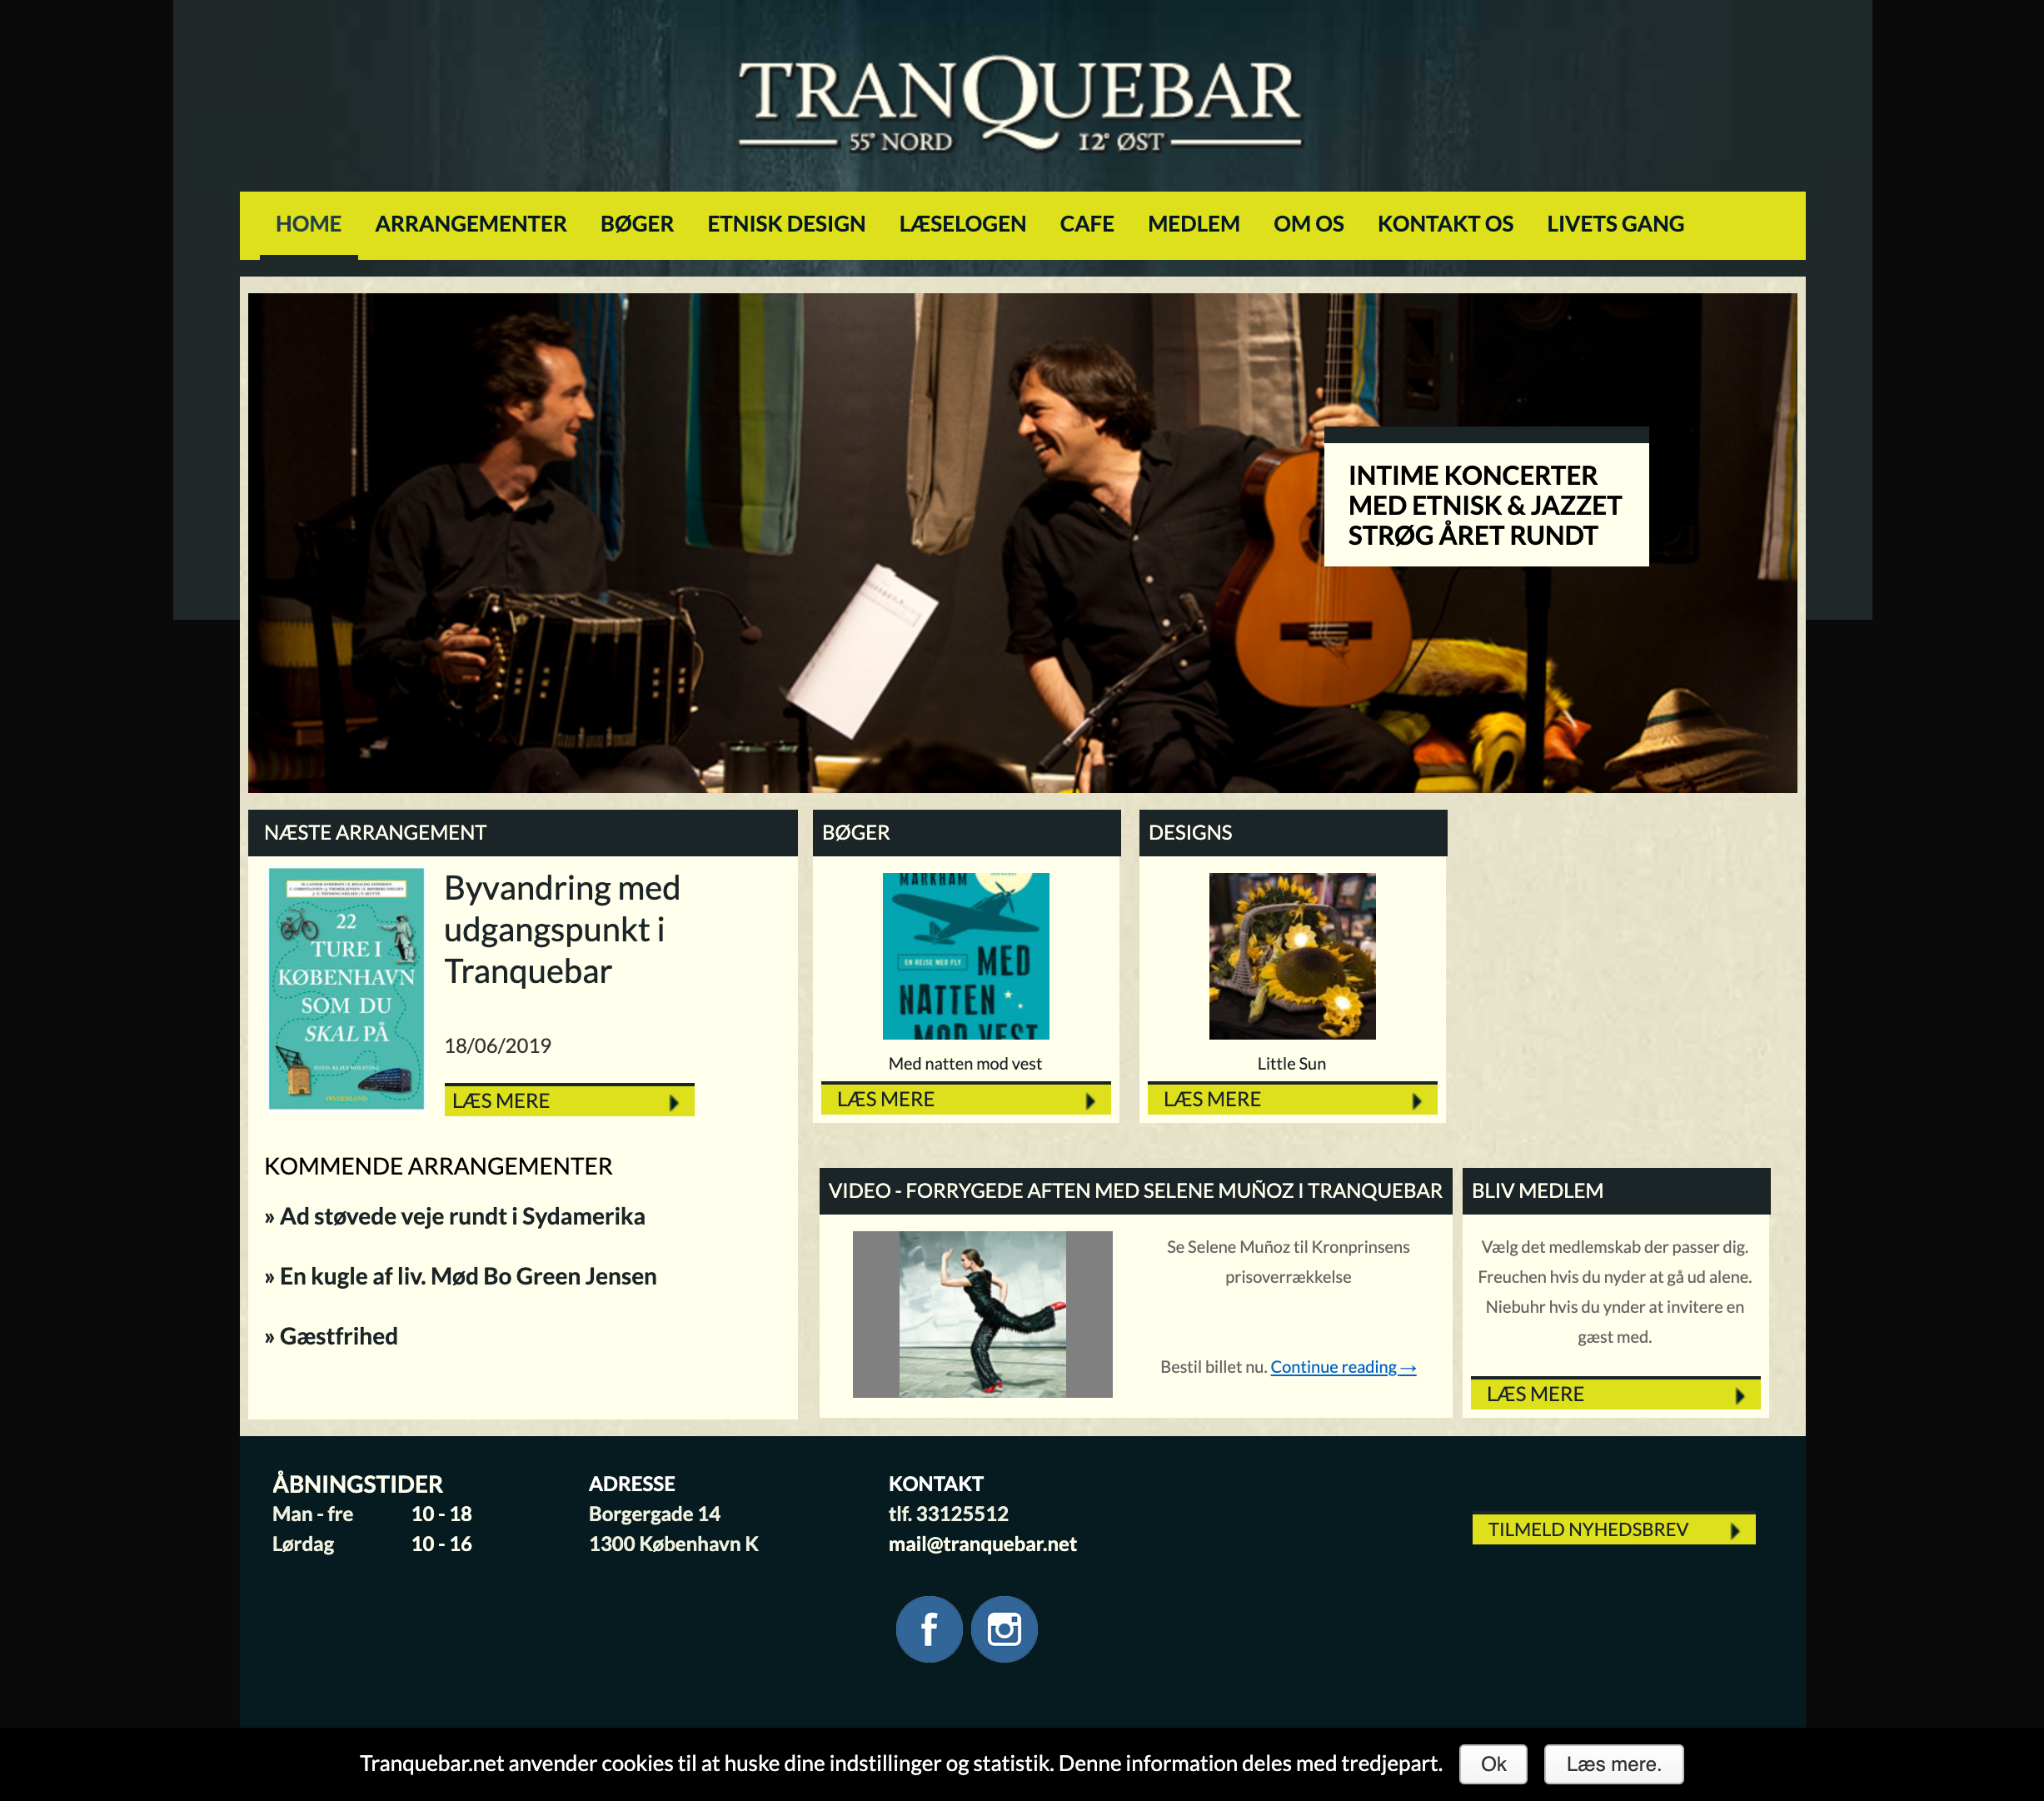 TRANQUEBAR
55° NORD 12° ØST
HOME ARRANGEMENTER BØGER ETNISK DESIGN LÆSELOGEN CAFE MEDLEM OM OS KONTAKT OS LIVETS GANG
INTIME KONCERTER
MED ETNISK & JAZZET
STRØG ÅRET RUNDT
NÆSTE ARRANGEMENT
22
TURE I
KØBENHAVN
SOM DU
SKAL PÅ
Byvandring med
udgangspunkt i
Tranquebar
18/06/2019
LÆS MERE
KOMMENDE ARRANGEMENTER
» Ad støvede veje rundt i Sydamerika
» En kugle af liv. Mød Bo Green Jensen
» Gæstfrihed
BØGER
MARKHAM
EN REJSE MED FLY
MED
NATTEN
MOD VEST
Med natten mod vest
LÆS MERE
DESIGNS
Little Sun
LÆS MERE
VIDEO - FORRYGEDE AFTEN MED SELENE MUÑOZ I TRANQUEBAR
Se Selene Muñoz til Kronprinsens
prisoverrækkelse
Bestil billet nu. Continue reading →
BLIV MEDLEM
Vælg det medlemskab der passer dig.
Freuchen hvis du nyder at gå ud alene.
Niebuhr hvis du ynder at invitere en
gæst med.
LÆS MERE
ÅBNINGSTIDER
Man - fre 10 - 18
Lørdag 10 - 16
ADRESSE
Borgergade 14
1300 København K
KONTAKT
tlf. 33125512
mail@tranquebar.net
TILMELD NYHEDSBREV
Tranquebar.net anvender cookies til at huske dine indstillinger og statistik. Denne information deles med tredjepart. Ok Læs mere.